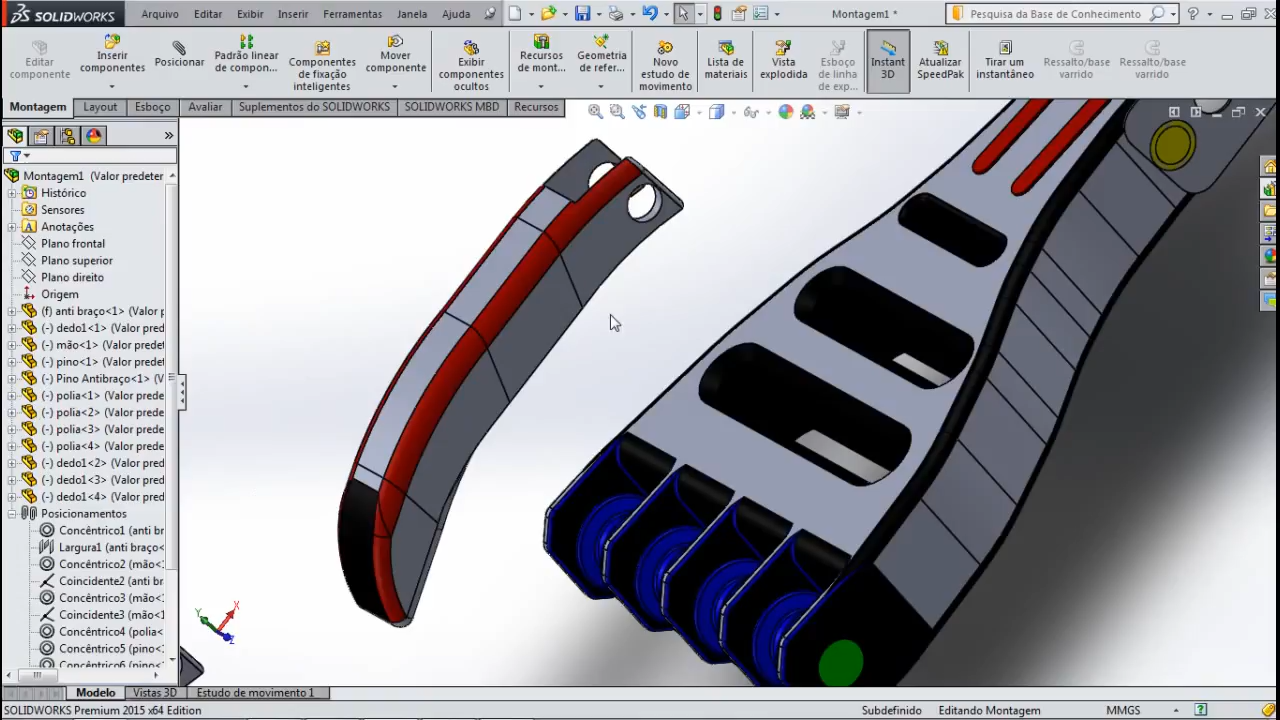 SOLIDWORKS
Arquivo
Editar
Exibir
Inserir
Ferramentas
Janela
Ajuda
Montagem1 *
Pesquisa da Base de Conhecimento
Editar componente
Inserir componentes
Posicionar
Padrão linear de compon...
Componentes de fixação inteligentes
Mover componente
Exibir componentes ocultos
Recursos de mont...
Geometria de refer...
Novo estudo de movimento
Lista de materiais
Vista explodida
Esboço de linha de exp...
Instant 3D
Atualizar SpeedPak
Tirar um instantâneo
Ressalto/base varrido
Ressalto/base varrido
Montagem
Layout
Esboço
Avaliar
Suplementos do SOLIDWORKS
SOLIDWORKS MBD
Recursos
Montagem1 (Valor predeter
Histórico
Sensores
Anotações
Plano frontal
Plano superior
Plano direito
Origem
(f) anti braço<1> (Valor p
(-) dedo1<1> (Valor pred
(-) mão<1> (Valor predet
(-) pino<1> (Valor predet
(-) Pino Antibraço<1> (V
(-) polia<1> (Valor prede
(-) polia<2> (Valor prede
(-) polia<3> (Valor prede
(-) polia<4> (Valor prede
(-) dedo1<2> (Valor pred
(-) dedo1<3> (Valor pred
(-) dedo1<4> (Valor pred
Posicionamentos
Concêntrico1 (anti br
Largura1 (anti braço<
Concêntrico2 (mão<1
Coincidente2 (anti br
Concêntrico3 (mão<1
Coincidente3 (mão<1
Concêntrico4 (polia<
Concêntrico5 (pino<1
Concêntrico6 (pino<1
Y
X
Z
Modelo
Vistas 3D
Estudo de movimento 1
SOLIDWORKS Premium 2015 x64 Edition
Subdefinido
Editando Montagem
MMGS